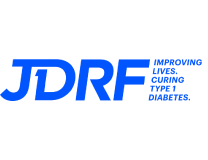 JDRF
IMPROVING
LIVES.
CURING
TYPE 1
DIABETES.